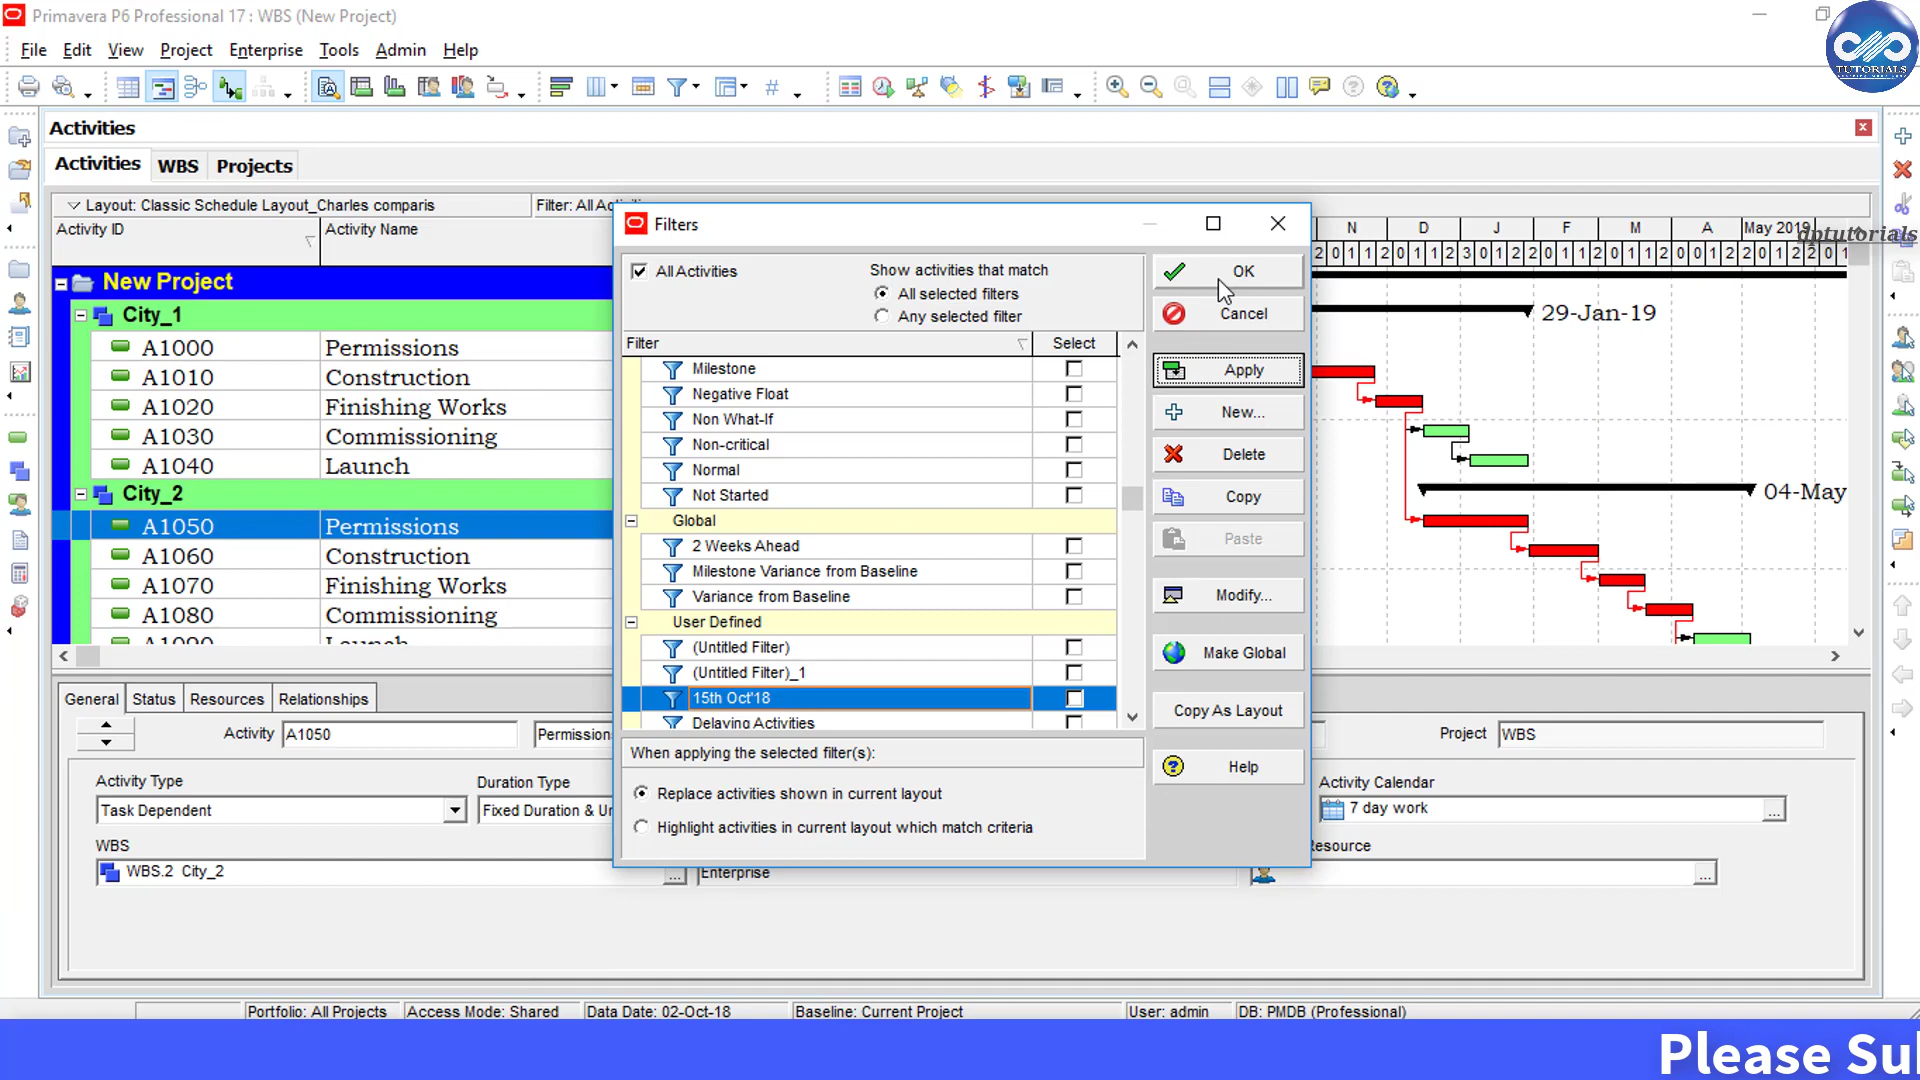 Primavera P6 Professional 17 : WBS (New Project)
File Edit View Project Enterprise Tools Admin Help
TUTORIALS
Activities
Activities WBS Projects
Layout: Classic Schedule Layout_Charles comparis
Filter: All
Activity ID
Activity Name
N D J F M A May 2019
dptutorials
New Project
City_1
A1000 Permissions
A1010 Construction
A1020 Finishing Works
A1030 Commissioning
A1040 Launch
City_2
A1050 Permissions
A1060 Construction
A1070 Finishing Works
A1080 Commissioning
A1090 Launch
29-Jan-19
04-May
Filters
All Activities
Show activities that match
All selected filters
Any selected filter
Filter Select
Milestone
Negative Float
Non What-If
Non-critical
Normal
Not Started
Global
2 Weeks Ahead
Milestone Variance from Baseline
Variance from Baseline
User Defined
(Untitled Filter)
(Untitled Filter)_1
15th Oct'18
Delaying Activities
When applying the selected filter(s):
Replace activities shown in current layout
Highlight activities in current layout which match criteria
OK
Cancel
Apply
New...
Delete
Copy
Paste
Modify...
Make Global
Copy As Layout
Help
General Status Resources Relationships
Activity A1050 Permission
Project WBS
Activity Type
Task Dependent
Duration Type
Fixed Duration & Un
Activity Calendar
7 day work
WBS
WBS.2 City_2
Enterprise
Resource
Portfolio: All Projects
Access Mode: Shared
Data Date: 02-Oct-18
Baseline: Current Project
User: admin
DB: PMDB (Professional)
Please Su